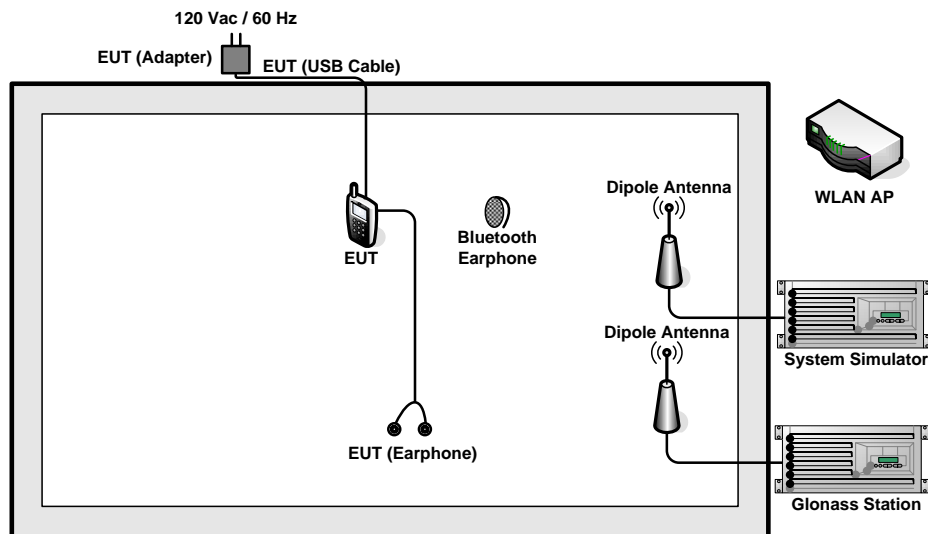 120 Vac / 60 Hz
EUT (Adapter)
EUT (USB Cable)
WLAN AP
Dipole Antenna
EUT
Bluetooth
Earphone
System Simulator
Dipole Antenna
EUT (Earphone)
Glonass Station